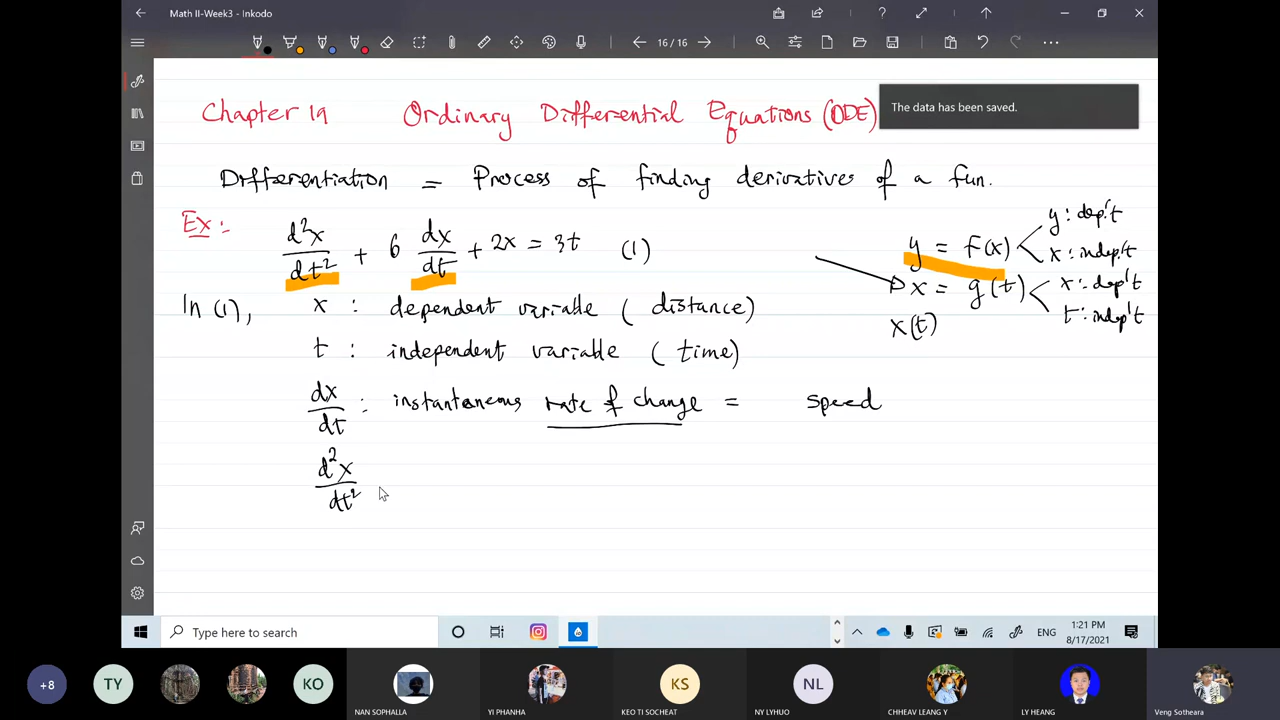 Math II-Week3 - Inkodo
16/16
The data has been saved.
Chapter 19 Ordinary Differential Equations (ODE)
Differentiation = Process of finding derivatives of a fun.
Ex:
d²x/dt² + 6 dx/dt + 2x = 3t (1)
y = f(x)
y: dep't
x: indep't
x = g(t)
x: dep't
t: indep't
x(t)
In (1), x : dependent variable (distance)
t : independent variable (time)
dx/dt : instantaneous rate of change = speed
d²x/dt²
Type here to search
ENG
1:21 PM
8/17/2021
+8
TY
KO
NAN SOPHALLA
YI PHANHA
KS
KEO TI SOCHEAT
NL
NY LYHUO
CHHEAV LEANG Y
LY HEANG
Veng Sotheara